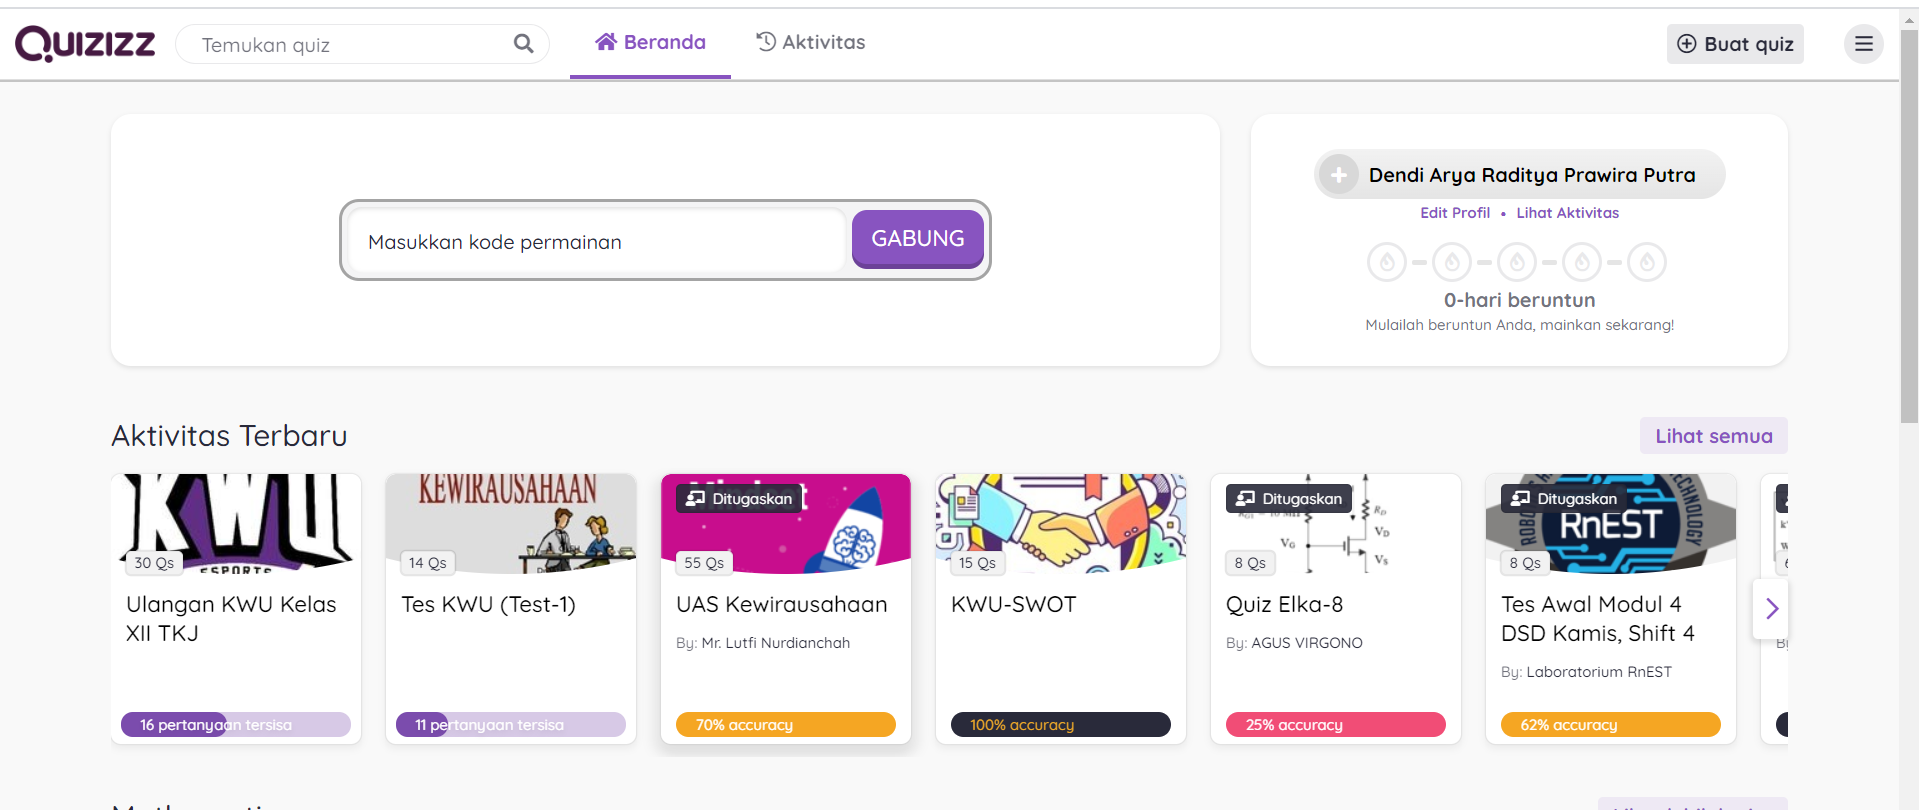 QUIZIZZ
Temukan quiz
Beranda
Aktivitas
Buat quiz
Masukkan kode permainan
GABUNG
Dendi Arya Raditya Prawira Putra
Edit Profil • Lihat Aktivitas
0-hari beruntun
Mulailah beruntun Anda, mainkan sekarang!
Aktivitas Terbaru
Lihat semua
KWU
ESPORTS
30 Qs
Ulangan KWU Kelas
XII TKJ
16 pertanyaan tersisa
KEWIRAUSAHAAN
14 Qs
Tes KWU (Test-1)
11 pertanyaan tersisa
Ditugaskan
55 Qs
UAS Kewirausahaan
By: Mr. Lutfi Nurdianchah
70% accuracy
15 Qs
KWU-SWOT
100% accuracy
Ditugaskan
RD
VD
VG
VS
8 Qs
Quiz Elka-8
By: AGUS VIRGONO
25% accuracy
Ditugaskan
RnEST
8 Qs
Tes Awal Modul 4
DSD Kamis, Shift 4
By: Laboratorium RnEST
62% accuracy